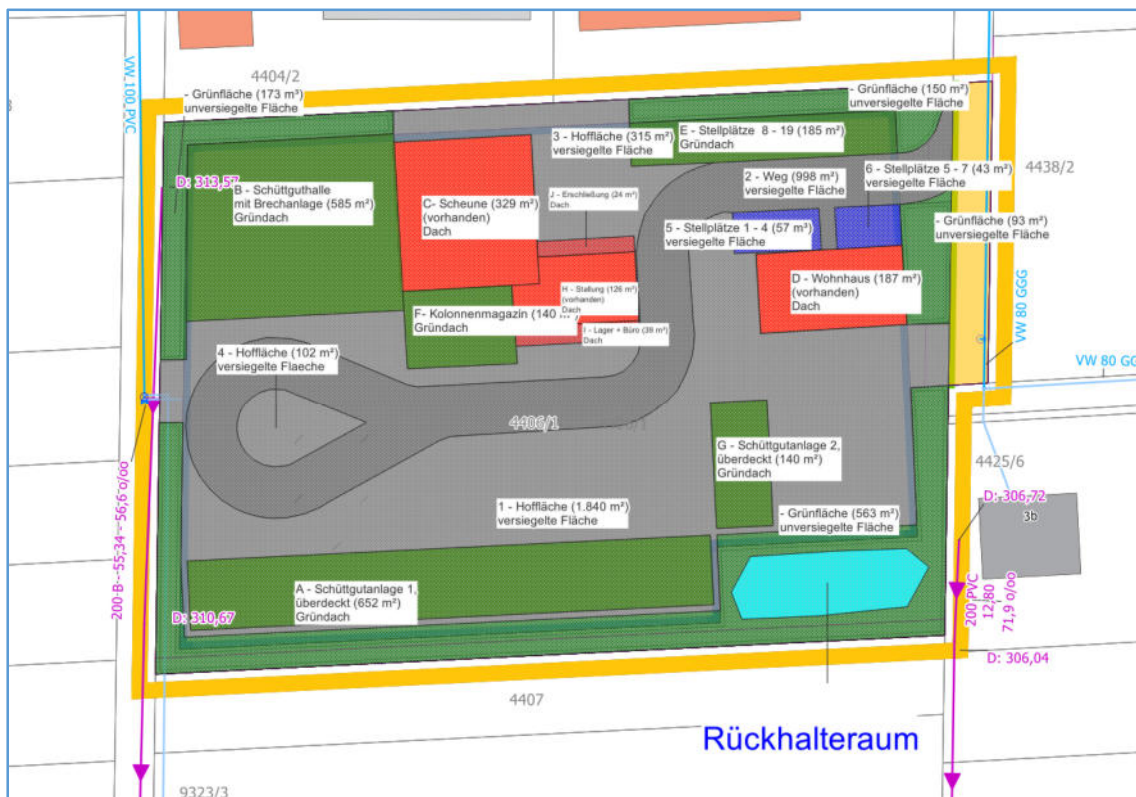 4404/2
VW 100 PVC
- Grünfläche (173 m²)
unversiegelte Fläche
- Grünfläche (150 m²)
unversiegelte Fläche
3 - Hoffläche (315 m²)
versiegelte Fläche
E - Stellplätze 8 - 19 (185 m²)
Gründach
6 - Stellplätze 5 - 7 (43 m²)
versiegelte Fläche
4438/2
D: 313,57
B - Schüttguthalle
mit Brechanlage (585 m²)
Gründach
C- Scheune (329 m²)
(vorhanden)
Dach
J - Erschließung (24 m²)
Dach
2 - Weg (998 m²)
versiegelte Fläche
5 - Stellplätze 1 - 4 (57 m²)
versiegelte Fläche
- Grünfläche (93 m²)
unversiegelte Fläche
D - Wohnhaus (187 m²)
(vorhanden)
Dach
H - Stallung (126 m²)
(vorhanden)
Dach
F- Kolonnenmagazin (140
Gründach
I - Lager + Büro (39 m²)
Dach
VW 80 GGG
VW 80 GG
4 - Hoffläche (102 m²)
versiegelte Flaeche
4406/1
G - Schüttgutanlage 2,
überdeckt (140 m²)
Gründach
4425/6
1 - Hoffläche (1.840 m²)
versiegelte Fläche
- Grünfläche (563 m²)
unversiegelte Fläche
D: 306,72
3b
200 B - 55,34 - 56,6 o/oo
A - Schüttgutanlage 1,
überdeckt (652 m²)
Gründach
D: 310,67
200 PVC
12,80
71,9 o/oo
D: 306,04
4407
Rückhalteraum
9323/3